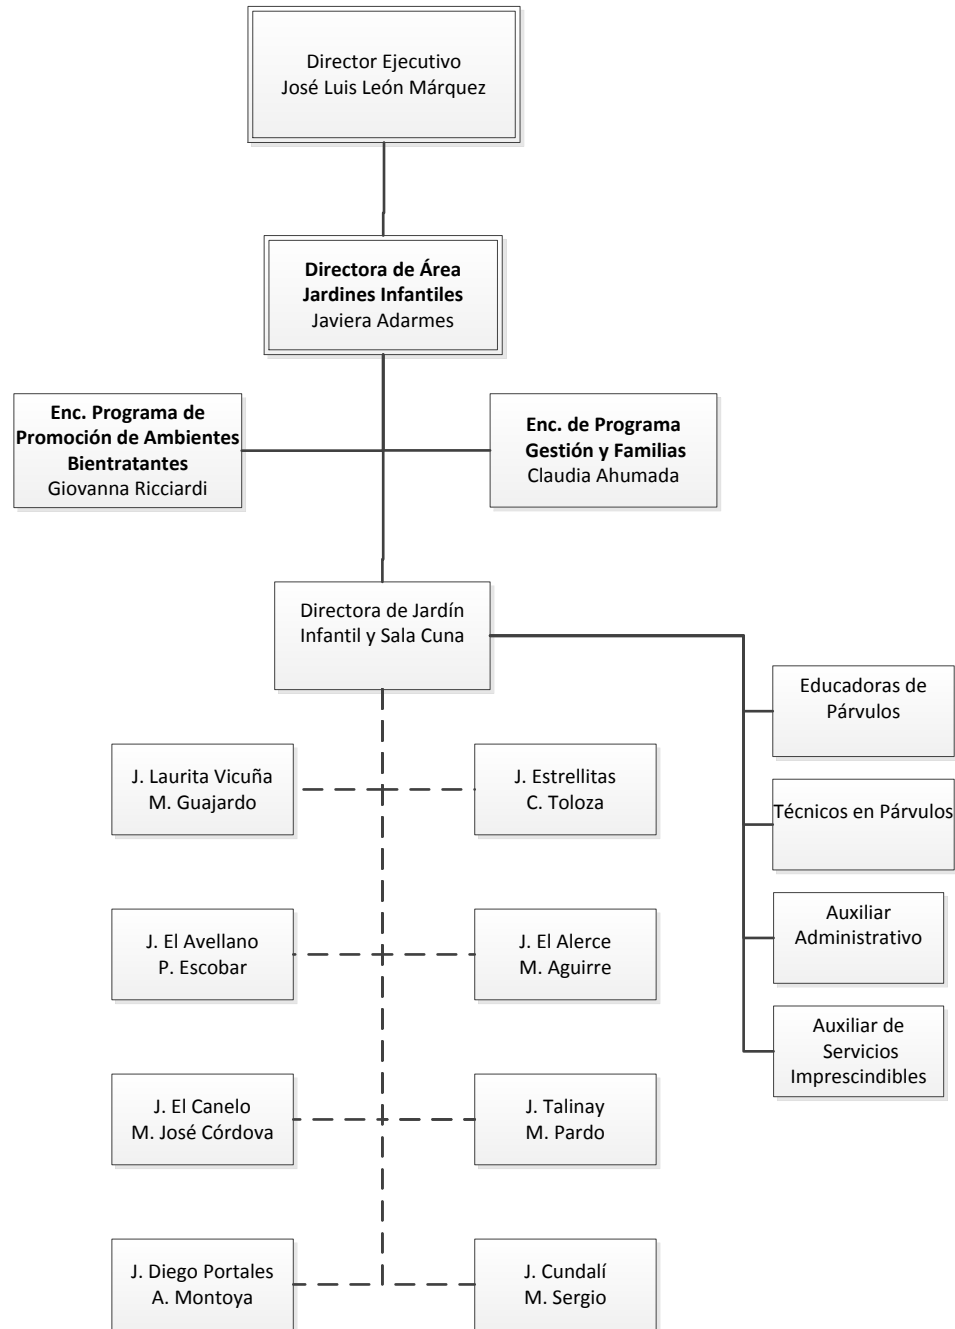 Director Ejecutivo
José Luis León Márquez
Directora de Área
Jardines Infantiles
Javiera Adarmes
Enc. Programa de
Promoción de Ambientes
Bientratantes
Giovanna Ricciardi
Enc. de Programa
Gestión y Familias
Claudia Ahumada
Directora de Jardín
Infantil y Sala Cuna
Educadoras de
Párvulos
Técnicos en Párvulos
Auxiliar
Administrativo
Auxiliar de
Servicios
Imprescindibles
J. Laurita Vicuña
M. Guajardo
J. Estrellitas
C. Toloza
J. El Avellano
P. Escobar
J. El Alerce
M. Aguirre
J. El Canelo
M. José Córdova
J. Talinay
M. Pardo
J. Diego Portales
A. Montoya
J. Cundalí
M. Sergio